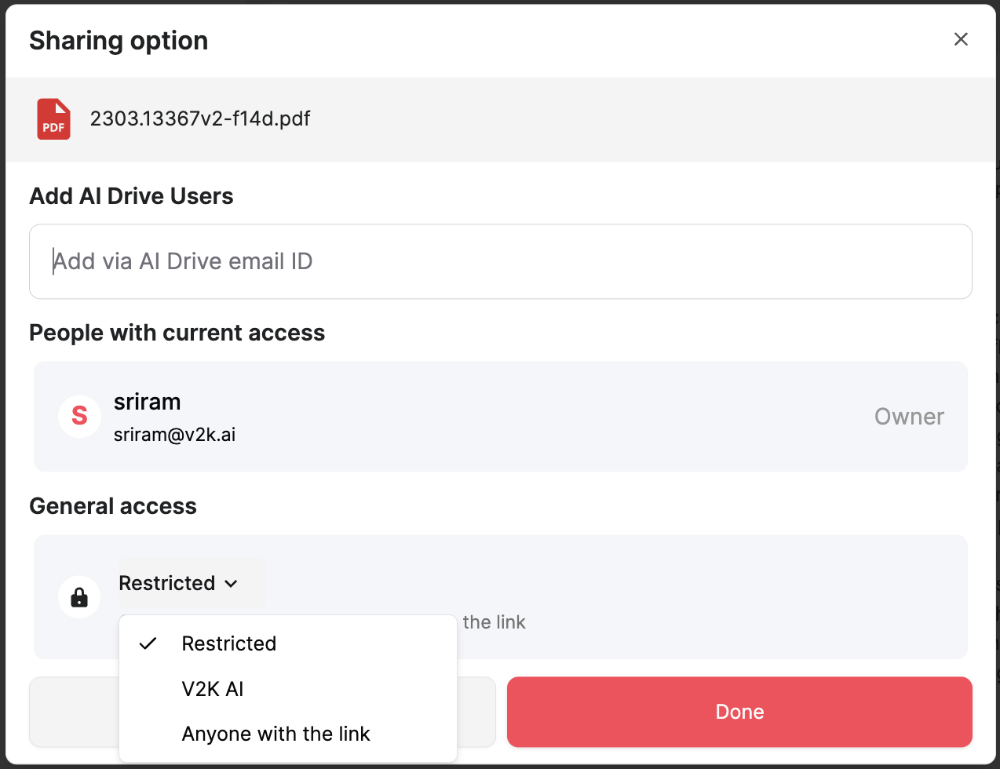 Sharing option
PDF
2303.13367v2-f14d.pdf
Add AI Drive Users
Add via AI Drive email ID
People with current access
S
sriram
sriram@v2k.ai
Owner
General access
Restricted
the link
Restricted
V2K AI
Anyone with the link
Done